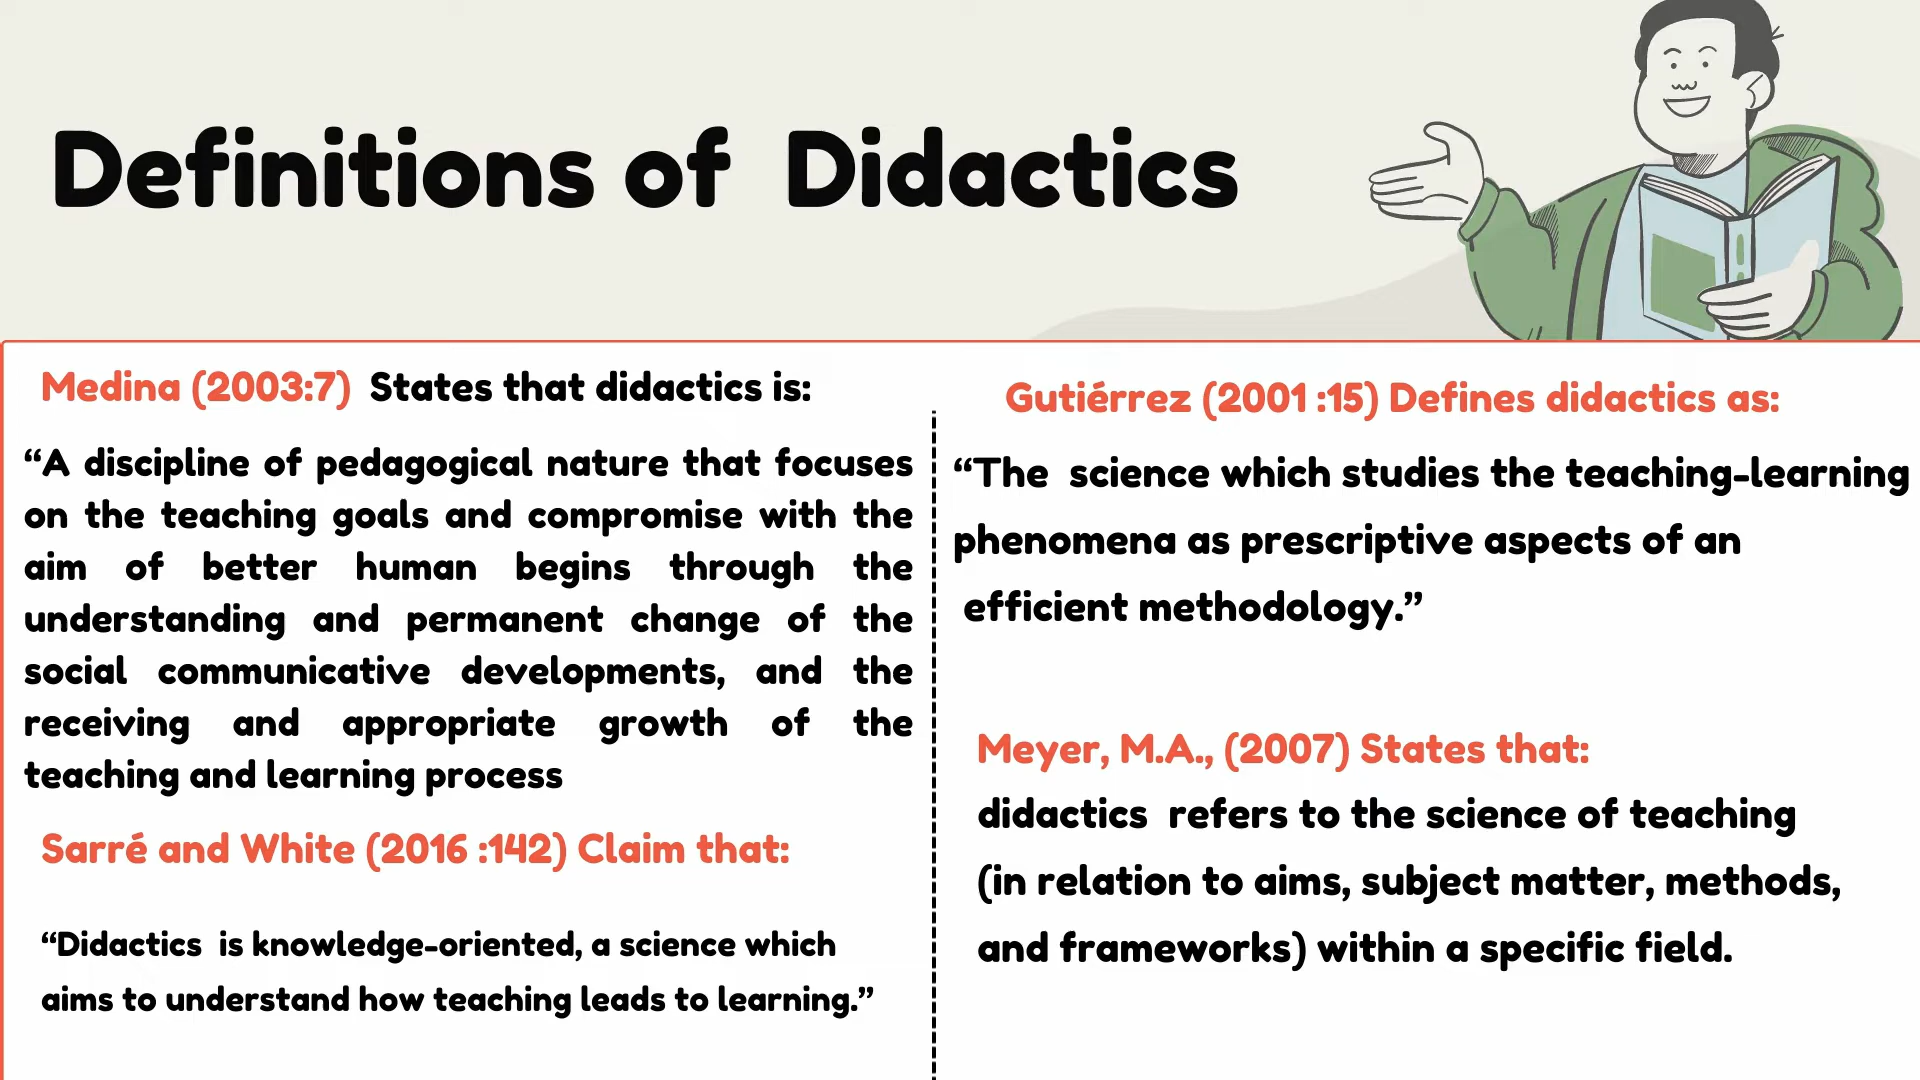 Definitions of Didactics
Medina (2003:7) States that didactics is:
“A discipline of pedagogical nature that focuses
on the teaching goals and compromise with the
aim of better human begins through the
understanding and permanent change of the
social communicative developments, and the
receiving and appropriate growth of the
teaching and learning process
Sarré and White (2016 :142) Claim that:
“Didactics is knowledge-oriented, a science which
aims to understand how teaching leads to learning.”
Gutiérrez (2001 :15) Defines didactics as:
“The science which studies the teaching-learning
phenomena as prescriptive aspects of an
efficient methodology.”
Meyer, M.A., (2007) States that:
didactics refers to the science of teaching
(in relation to aims, subject matter, methods,
and frameworks) within a specific field.